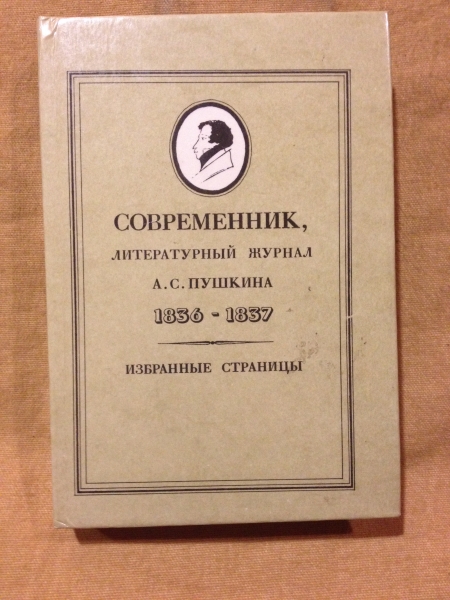 СОВРЕМЕННИК,
ЛИТЕРАТУРНЫЙ ЖУРНАЛ
А.С.ПУШКИНА
1836 - 1837
ИЗБРАННЫЕ СТРАНИЦЫ